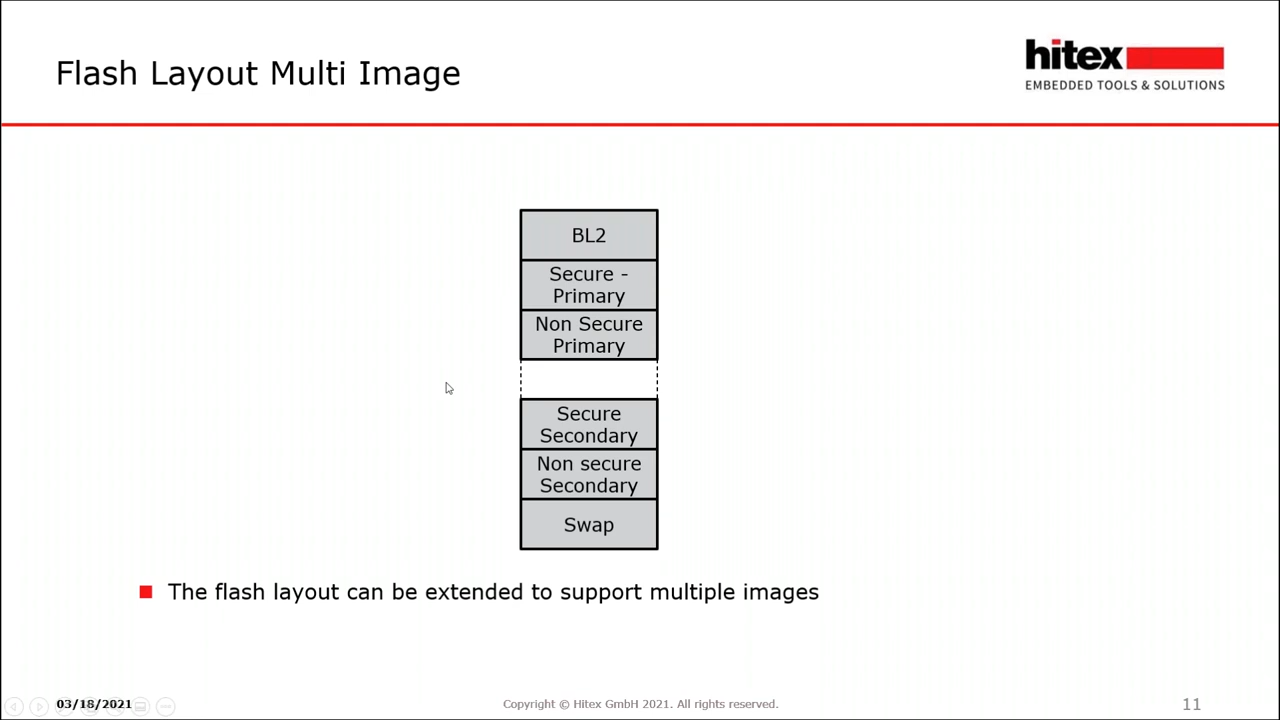 Flash Layout Multi Image
hitex
EMBEDDED TOOLS & SOLUTIONS
BL2
Secure -
Primary
Non Secure
Primary
Secure
Secondary
Non secure
Secondary
Swap
The flash layout can be extended to support multiple images
03/18/2021
Copyright © Hitex GmbH 2021. All rights reserved.
11